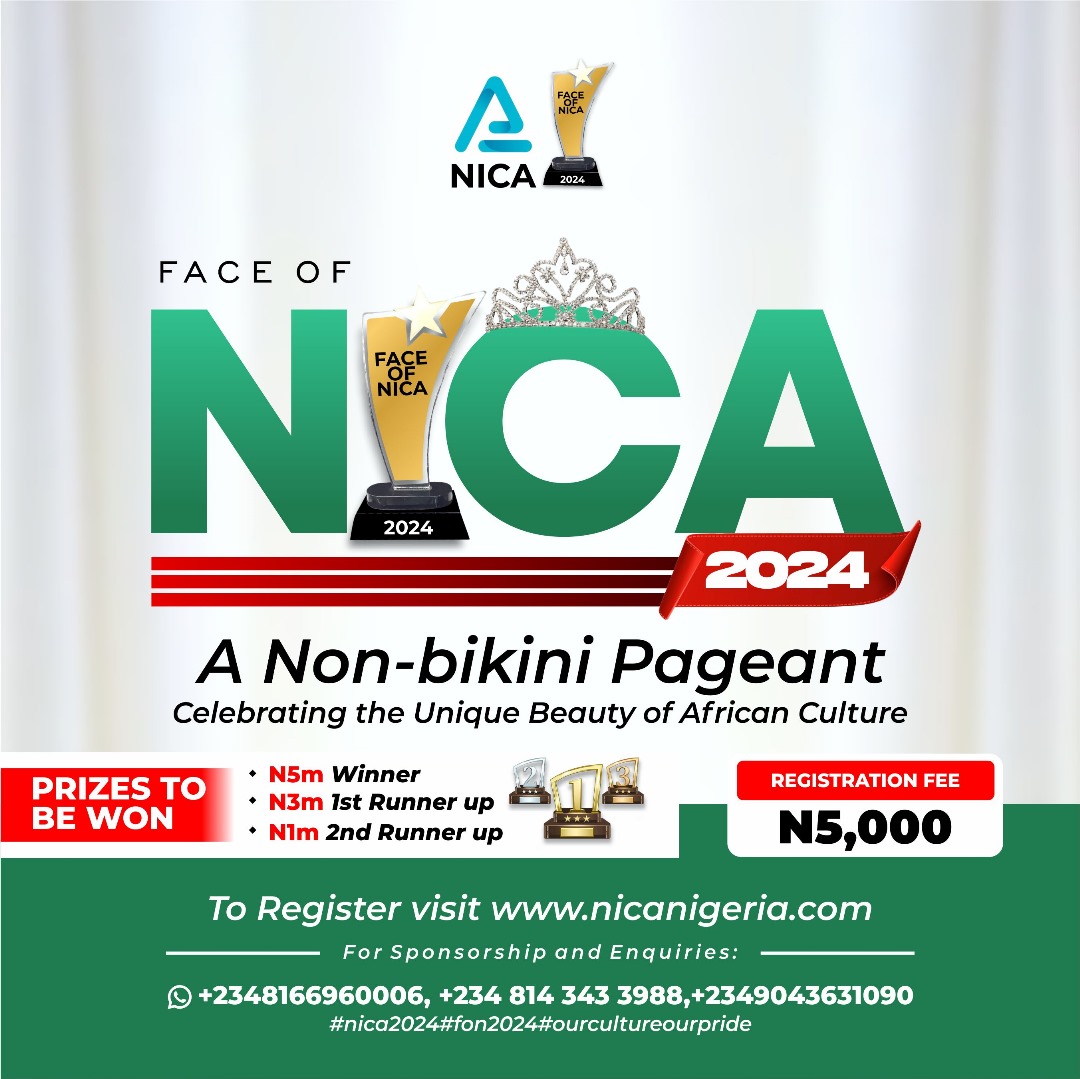 NICA
FACE
OF
NICA
2024
FACE OF
NICA
FACE
OF
NICA
2024
2024
A Non-bikini Pageant
Celebrating the Unique Beauty of African Culture
PRIZES TO
BE WON
N5m Winner
N3m 1st Runner up
N1m 2nd Runner up
2
1
3
REGISTRATION FEE
N5,000
To Register visit www.nicanigeria.com
For Sponsorship and Enquiries:
+2348166960006, +234 814 343 3988,+2349043631090
#nica2024#fon2024#ourcultureourpride